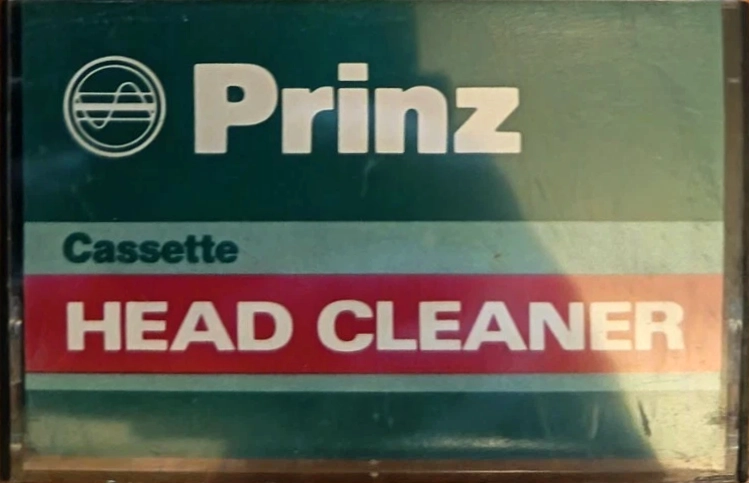 Prinz
Cassette
HEAD CLEANER